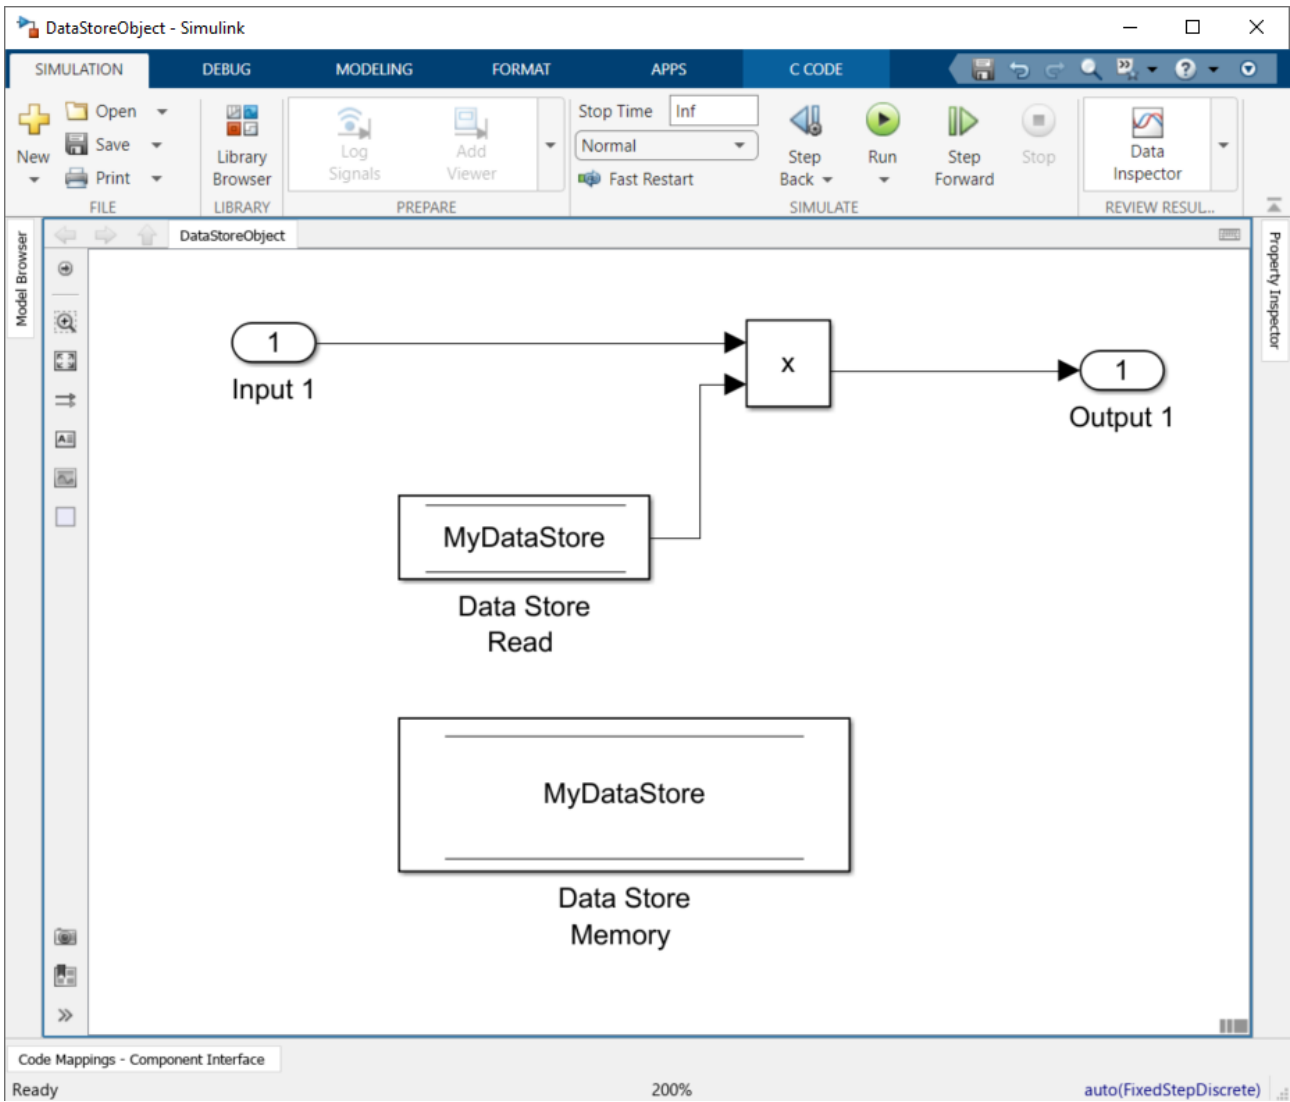 DataStoreObject - Simulink
SIMULATION DEBUG MODELING FORMAT APPS C CODE
New
Open
Save
Print
FILE
Library
Browser
LIBRARY
Log
Signals
Add
Viewer
PREPARE
Stop Time Inf
Normal
Fast Restart
Step
Back
Run
Step
Forward
Stop
SIMULATE
Data
Inspector
REVIEW RESUL...
Model Browser
DataStoreObject
Property Inspector
1
Input 1
x
1
Output 1
MyDataStore
Data Store
Read
MyDataStore
Data Store
Memory
Code Mappings - Component Interface
Ready 200% auto(FixedStepDiscrete)